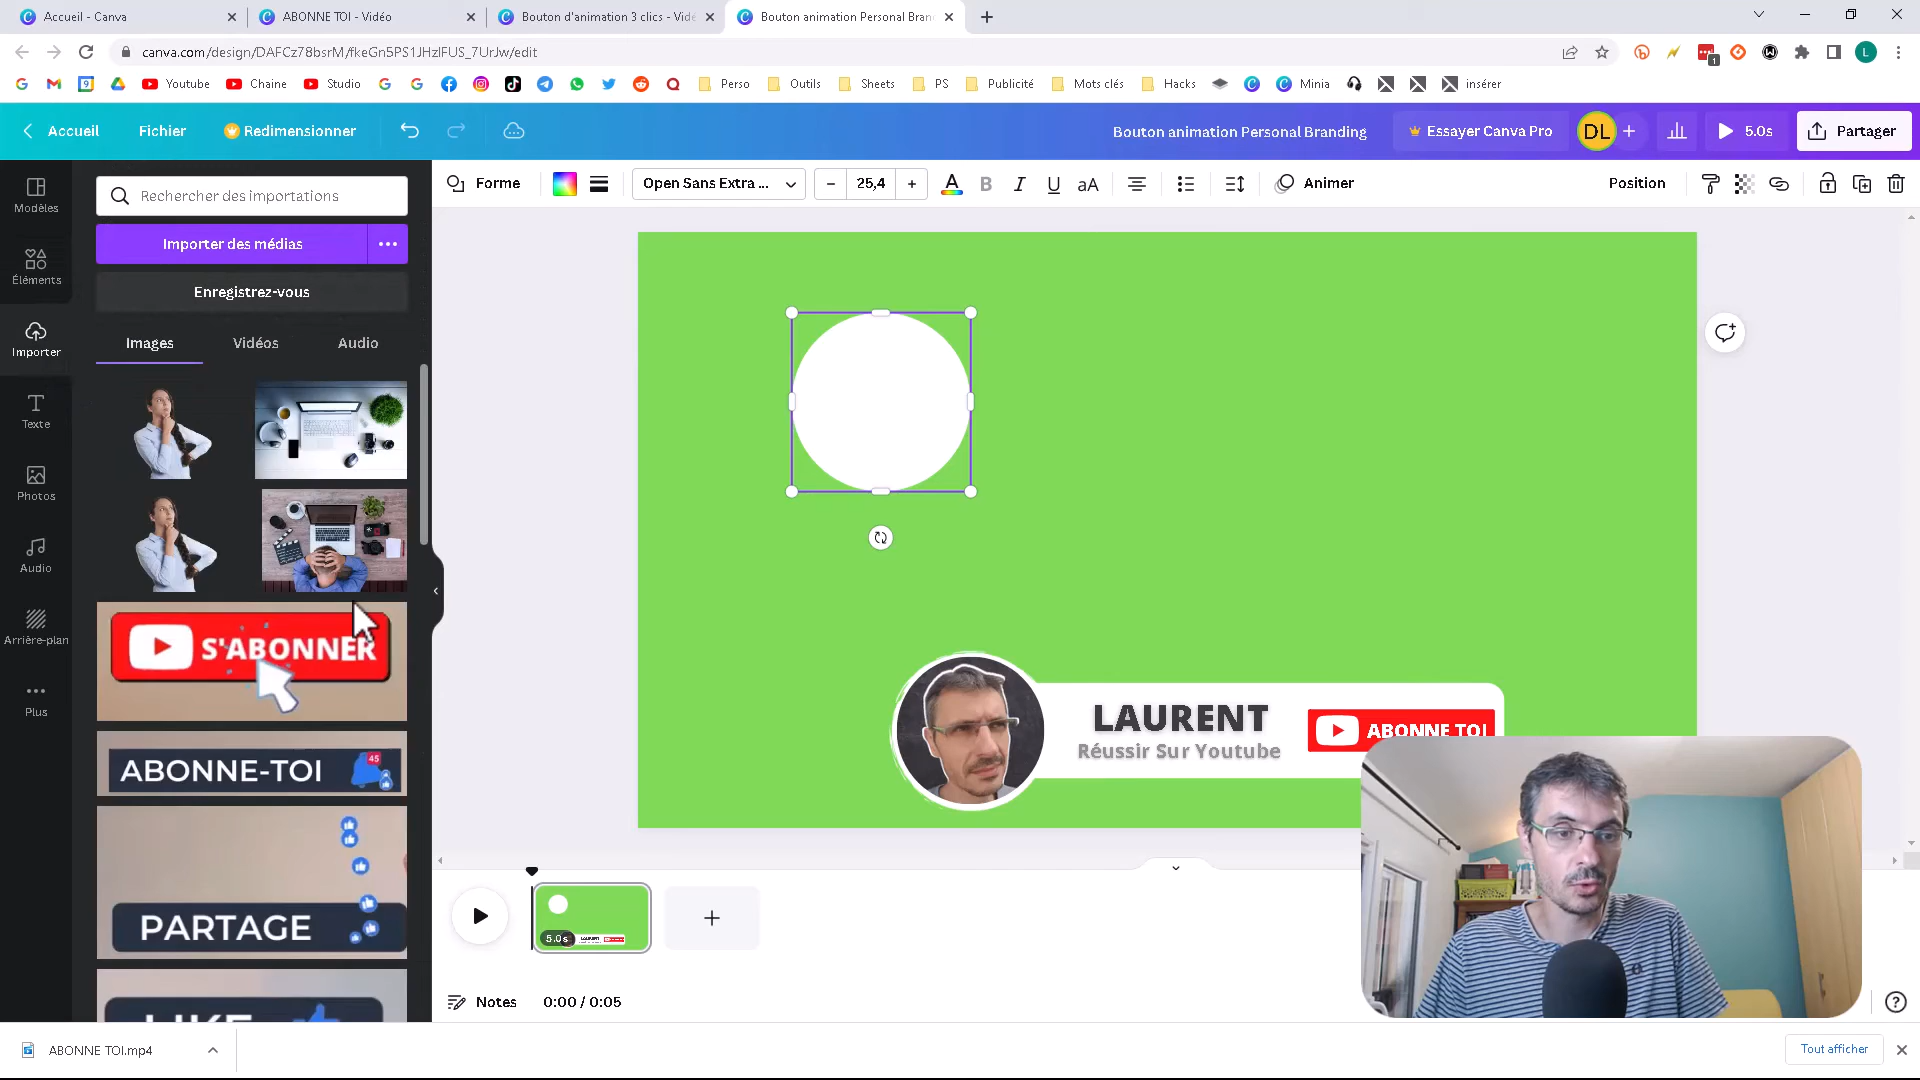 Accueil - Canva
ABONNE TOI - Vidéo
Bouton d'animation 3 clics - Vidé
Bouton animation Personal Bran
canva.com/design/DAFCz78bsrM/fkeGn5PS1JHzIFUS_7UrJw/edit
1
L
Youtube
Chaine
Studio
Perso
Outils
Sheets
PS
Publicité
Mots clés
Hacks
Minia
insérer
Accueil
Fichier
Redimensionner
Bouton animation Personal Branding
Essayer Canva Pro
DL
5.0s
Partager
Modèles
Éléments
Importer
Texte
Photos
Audio
Arrière-plan
Plus
Rechercher des importations
Importer des médias
Enregistrez-vous
Images
Vidéos
Audio
S'ABONNER
ABONNE-TOI
45
PARTAGE
LIKE
Forme
Open Sans Extra ...
25,4
A
B
I
U
aA
Animer
Position
LAURENT
Réussir Sur Youtube
ABONNE TOI
5.0s
Notes
0:00 / 0:05
ABONNE TOI.mp4
Tout afficher